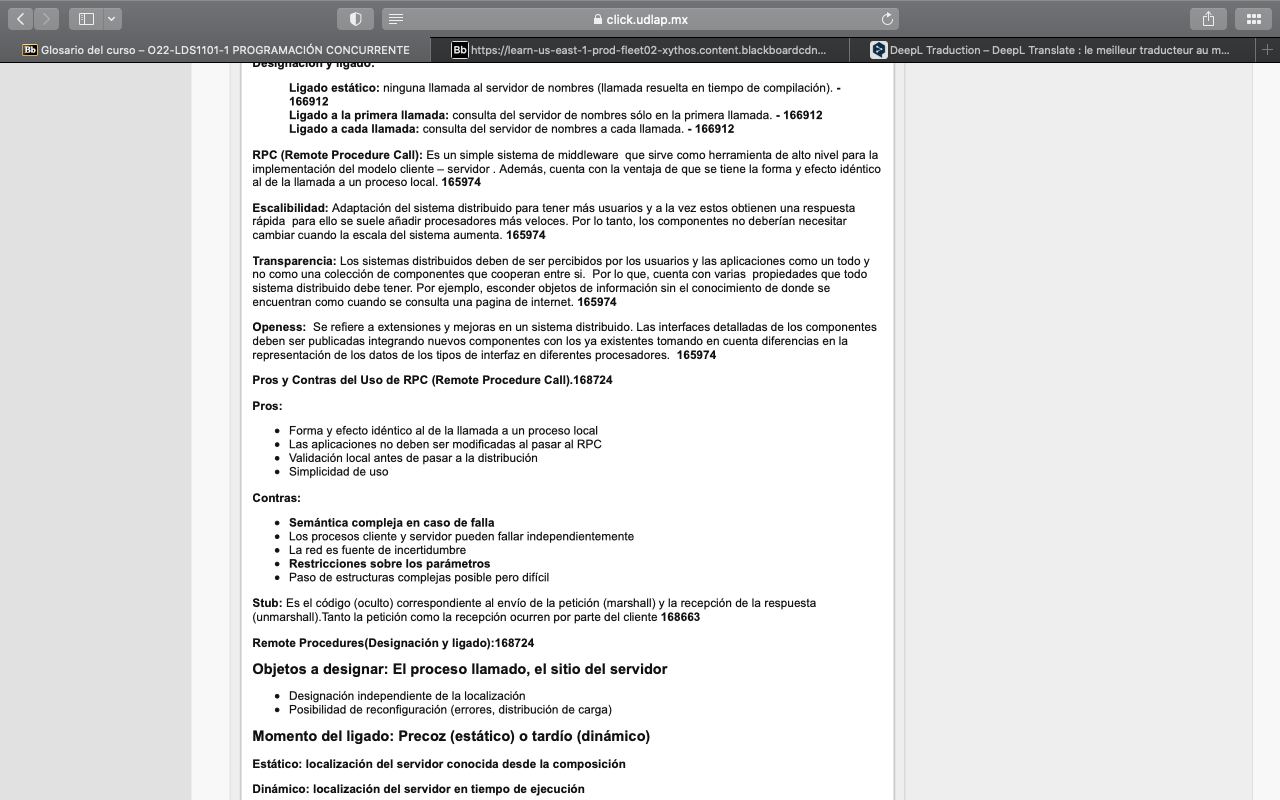 click.udlap.mx
Bb Glosario del curso – O22-LDS1101-1 PROGRAMACIÓN CONCURRENTE
Bb https://learn-us-east-1-prod-fleet02-xythos.content.blackboardcdn...
DeepL Traduction – DeepL Translate : le meilleur traducteur au m...
Designación y ligado:
Ligado estático: ninguna llamada al servidor de nombres (llamada resuelta en tiempo de compilación). -
166912
Ligado a la primera llamada: consulta del servidor de nombres sólo en la primera llamada. - 166912
Ligado a cada llamada: consulta del servidor de nombres a cada llamada. - 166912
RPC (Remote Procedure Call): Es un simple sistema de middleware  que sirve como herramienta de alto nivel para la
implementación del modelo cliente – servidor . Además, cuenta con la ventaja de que se tiene la forma y efecto idéntico
al de la llamada a un proceso local. 165974
Escalibilidad: Adaptación del sistema distribuido para tener más usuarios y a la vez estos obtienen una respuesta
rápida  para ello se suele añadir procesadores más veloces. Por lo tanto, los componentes no deberían necesitar
cambiar cuando la escala del sistema aumenta. 165974
Transparencia: Los sistemas distribuidos deben de ser percibidos por los usuarios y las aplicaciones como un todo y
no como una colección de componentes que cooperan entre si.  Por lo que, cuenta con varias  propiedades que todo
sistema distribuido debe tener. Por ejemplo, esconder objetos de información sin el conocimiento de donde se
encuentran como cuando se consulta una pagina de internet. 165974
Openess:  Se refiere a extensiones y mejoras en un sistema distribuido. Las interfaces detalladas de los componentes
deben ser publicadas integrando nuevos componentes con los ya existentes tomando en cuenta diferencias en la
representación de los datos de los tipos de interfaz en diferentes procesadores.  165974
Pros y Contras del Uso de RPC (Remote Procedure Call).168724
Pros:
• Forma y efecto idéntico al de la llamada a un proceso local
• Las aplicaciones no deben ser modificadas al pasar al RPC
• Validación local antes de pasar a la distribución
• Simplicidad de uso
Contras:
• Semántica compleja en caso de falla
• Los procesos cliente y servidor pueden fallar independientemente
• La red es fuente de incertidumbre
• Restricciones sobre los parámetros
• Paso de estructuras complejas posible pero difícil
Stub: Es el código (oculto) correspondiente al envío de la petición (marshall) y la recepción de la respuesta
(unmarshall).Tanto la petición como la recepción ocurren por parte del cliente 168663
Remote Procedures(Designación y ligado):168724
Objetos a designar: El proceso llamado, el sitio del servidor
• Designación independiente de la localización
• Posibilidad de reconfiguración (errores, distribución de carga)
Momento del ligado: Precoz (estático) o tardío (dinámico)
Estático: localización del servidor conocida desde la composición
Dinámico: localización del servidor en tiempo de ejecución